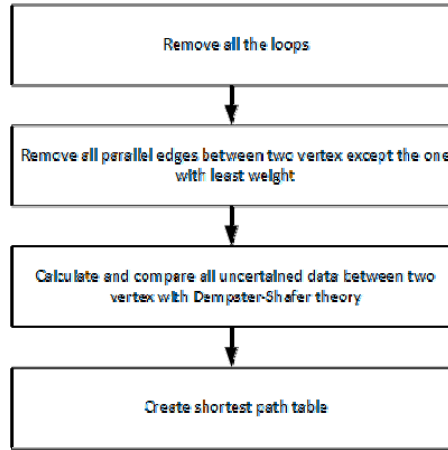 Remove all the loops
Remove all parallel edges between two vertex except the one
with least weight
Calculate and compare all uncertained data between two
vertex with Dempster-Shafer theory
Create shortest path table